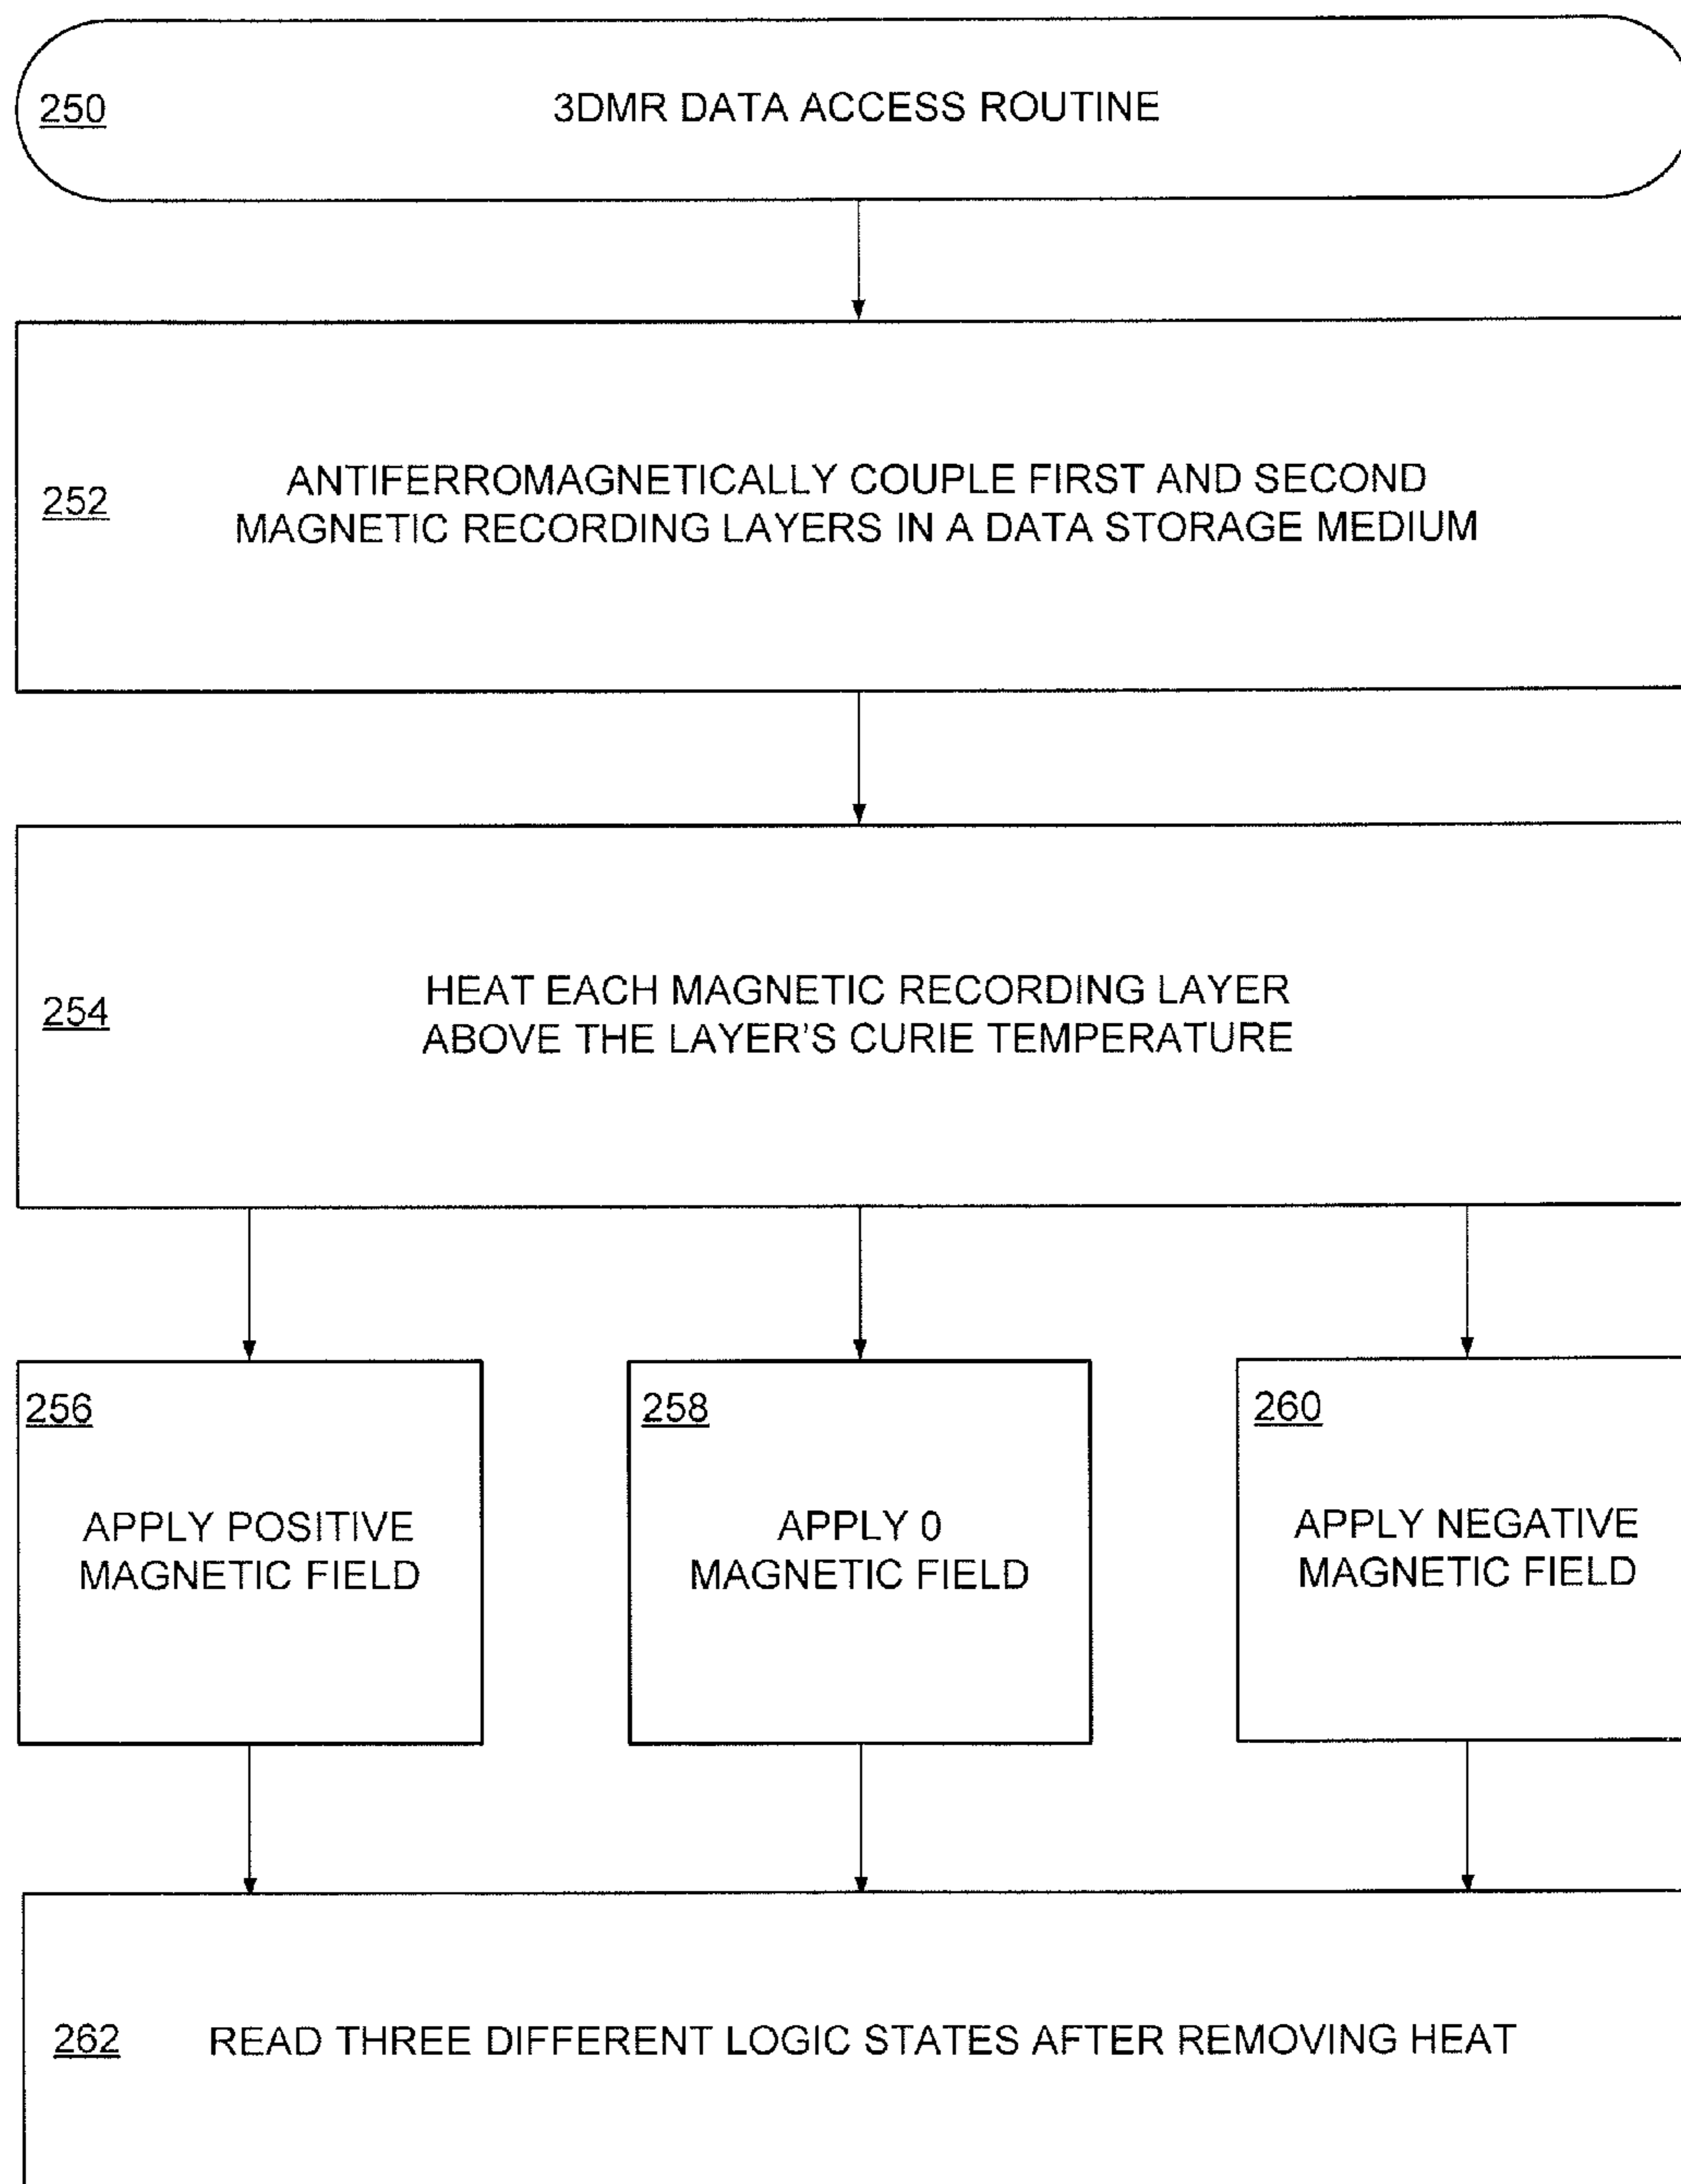 250
3DMR DATA ACCESS ROUTINE
252
ANTIFERROMAGNETICALLY COUPLE FIRST AND SECOND
MAGNETIC RECORDING LAYERS IN A DATA STORAGE MEDIUM
254
HEAT EACH MAGNETIC RECORDING LAYER
ABOVE THE LAYER'S CURIE TEMPERATURE
256
APPLY POSITIVE
MAGNETIC FIELD
258
APPLY 0
MAGNETIC FIELD
260
APPLY NEGATIVE
MAGNETIC FIELD
262
READ THREE DIFFERENT LOGIC STATES AFTER REMOVING HEAT